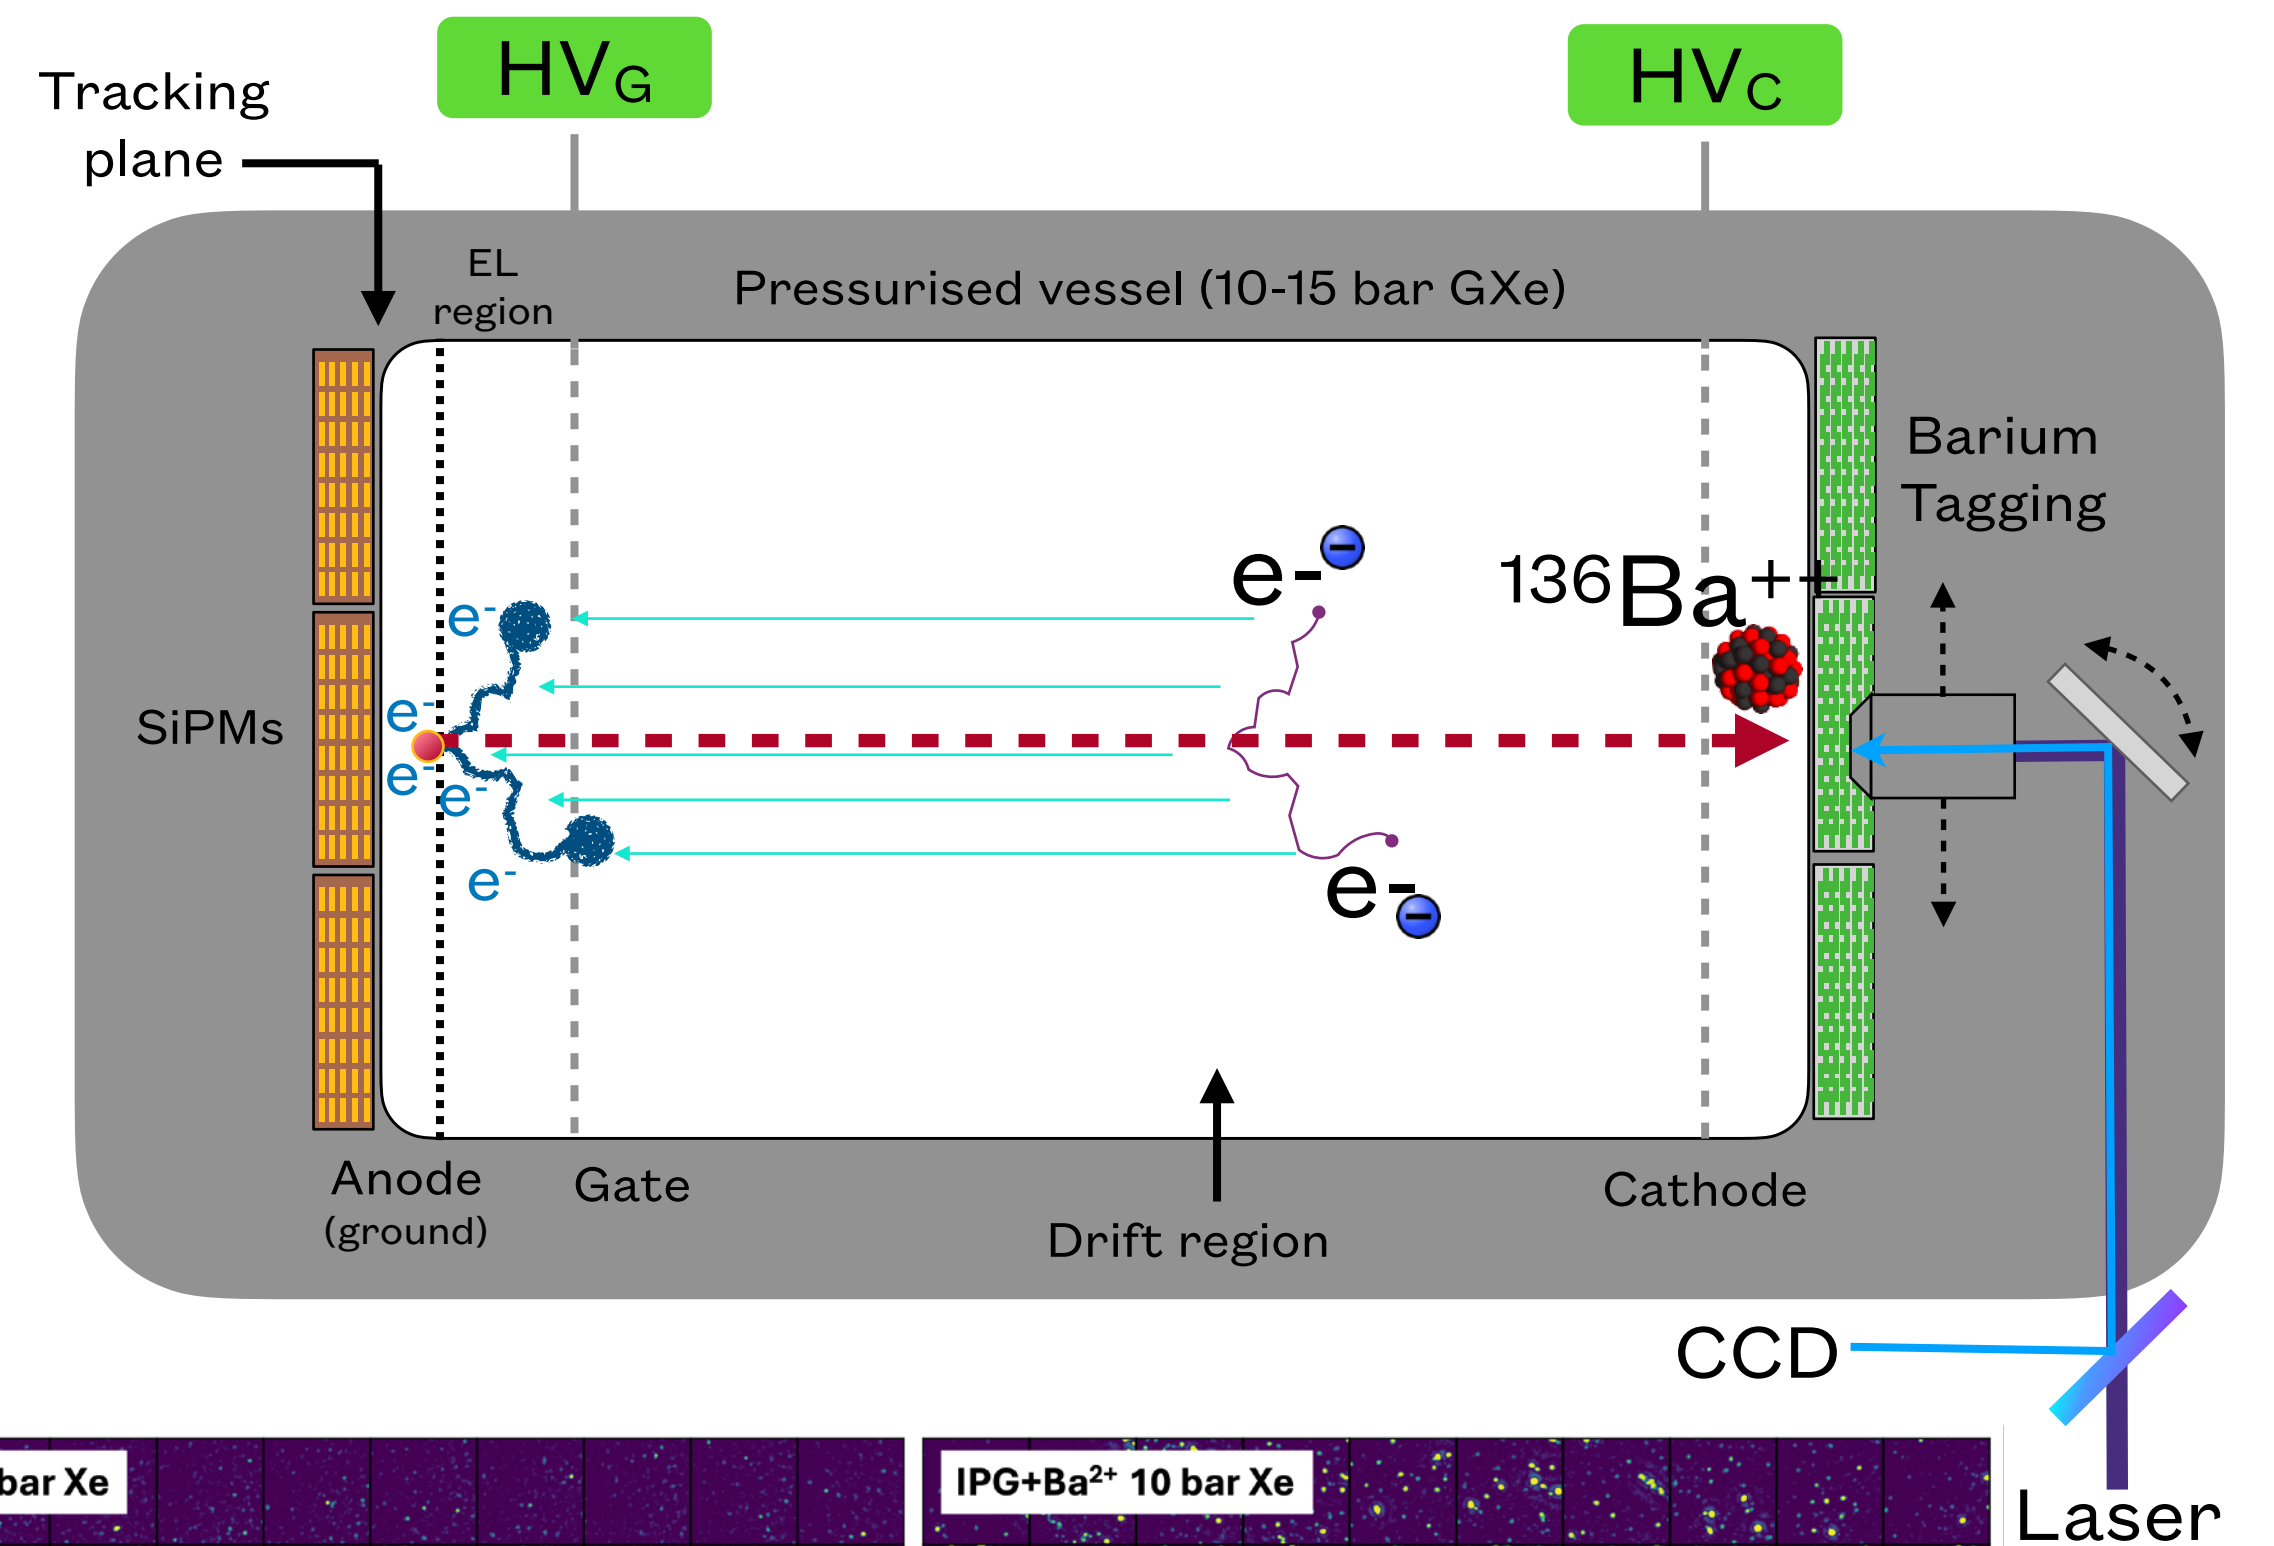 HVG
HVC
Tracking
plane
EL
region
Pressurised vessel (10-15 bar GXe)
Barium
Tagging
e-
136Ba++
e-
e-
SiPMs
e-
e-
e-
e-
Anode
(ground)
Gate
Cathode
Drift region
CCD
bar Xe
IPG+Ba2+ 10 bar Xe
Laser